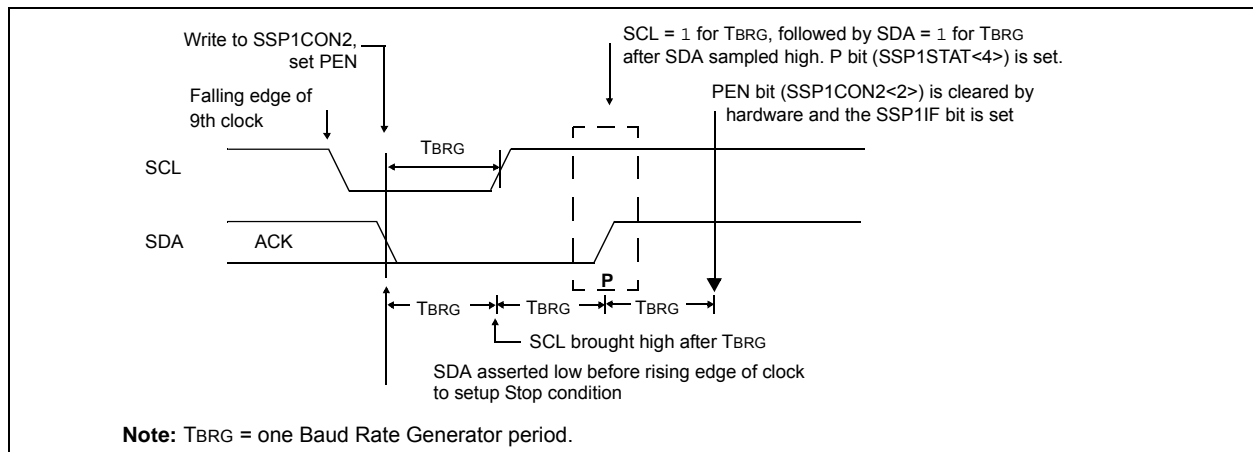 Write to SSP1CON2,
set PEN
SCL = 1 for TBRG, followed by SDA = 1 for TBRG
after SDA sampled high. P bit (SSP1STAT<4>) is set.
Falling edge of
9th clock
PEN bit (SSP1CON2<2>) is cleared by
hardware and the SSP1IF bit is set
TBRG
SCL
SDA
ACK
P
TBRG
TBRG
TBRG
SCL brought high after TBRG
SDA asserted low before rising edge of clock
to setup Stop condition
Note: TBRG = one Baud Rate Generator period.